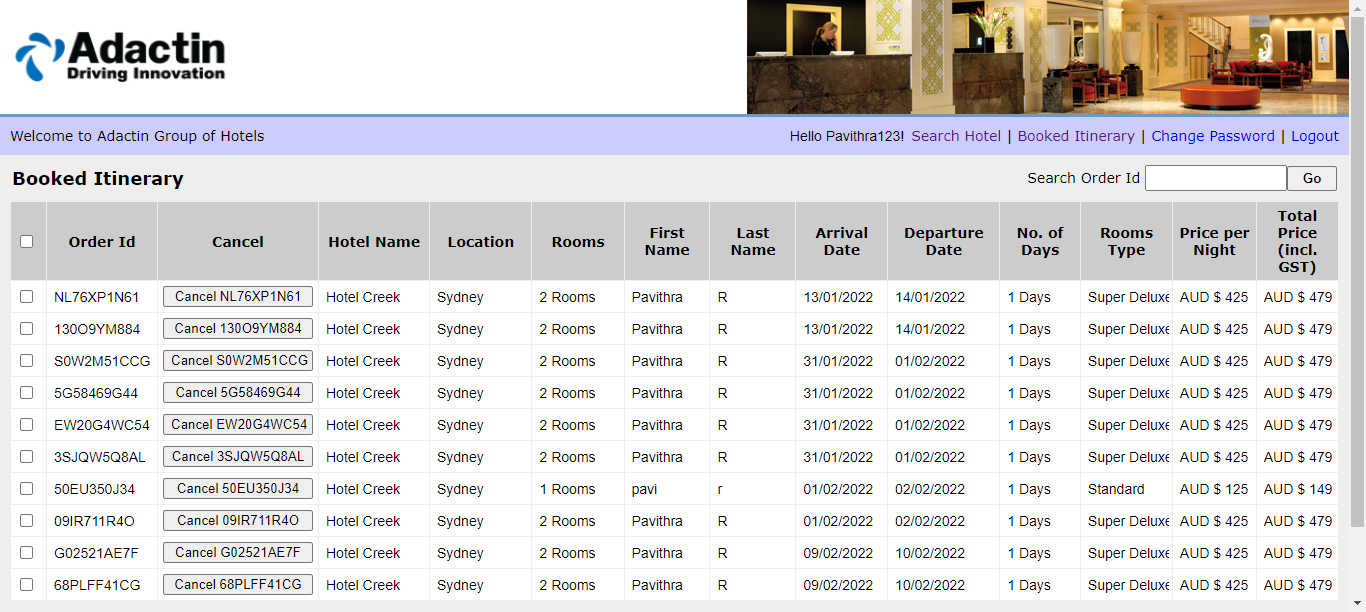 Adactin
Driving Innovation
Welcome to Adactin Group of Hotels Hello Pavithra123! Search Hotel | Booked Itinerary | Change Password | Logout
Booked Itinerary Search Order Id Go
Order Id Cancel Hotel Name Location Rooms First Name Last Name Arrival Date Departure Date No. of Days Rooms Type Price per Night Total Price (incl. GST)
NL76XP1N61 Cancel NL76XP1N61 Hotel Creek Sydney 2 Rooms Pavithra R 13/01/2022 14/01/2022 1 Days Super Deluxe AUD $ 425 AUD $ 479
130O9YM884 Cancel 130O9YM884 Hotel Creek Sydney 2 Rooms Pavithra R 13/01/2022 14/01/2022 1 Days Super Deluxe AUD $ 425 AUD $ 479
S0W2M51CCG Cancel S0W2M51CCG Hotel Creek Sydney 2 Rooms Pavithra R 31/01/2022 01/02/2022 1 Days Super Deluxe AUD $ 425 AUD $ 479
5G58469G44 Cancel 5G58469G44 Hotel Creek Sydney 2 Rooms Pavithra R 31/01/2022 01/02/2022 1 Days Super Deluxe AUD $ 425 AUD $ 479
EW20G4WC54 Cancel EW20G4WC54 Hotel Creek Sydney 2 Rooms Pavithra R 31/01/2022 01/02/2022 1 Days Super Deluxe AUD $ 425 AUD $ 479
3SJQW5Q8AL Cancel 3SJQW5Q8AL Hotel Creek Sydney 2 Rooms Pavithra R 31/01/2022 01/02/2022 1 Days Super Deluxe AUD $ 425 AUD $ 479
50EU350J34 Cancel 50EU350J34 Hotel Creek Sydney 1 Rooms pavi r 01/02/2022 02/02/2022 1 Days Standard AUD $ 125 AUD $ 149
09IR711R4O Cancel 09IR711R4O Hotel Creek Sydney 2 Rooms Pavithra R 01/02/2022 02/02/2022 1 Days Super Deluxe AUD $ 425 AUD $ 479
G02521AE7F Cancel G02521AE7F Hotel Creek Sydney 2 Rooms Pavithra R 09/02/2022 10/02/2022 1 Days Super Deluxe AUD $ 425 AUD $ 479
68PLFF41CG Cancel 68PLFF41CG Hotel Creek Sydney 2 Rooms Pavithra R 09/02/2022 10/02/2022 1 Days Super Deluxe AUD $ 425 AUD $ 479